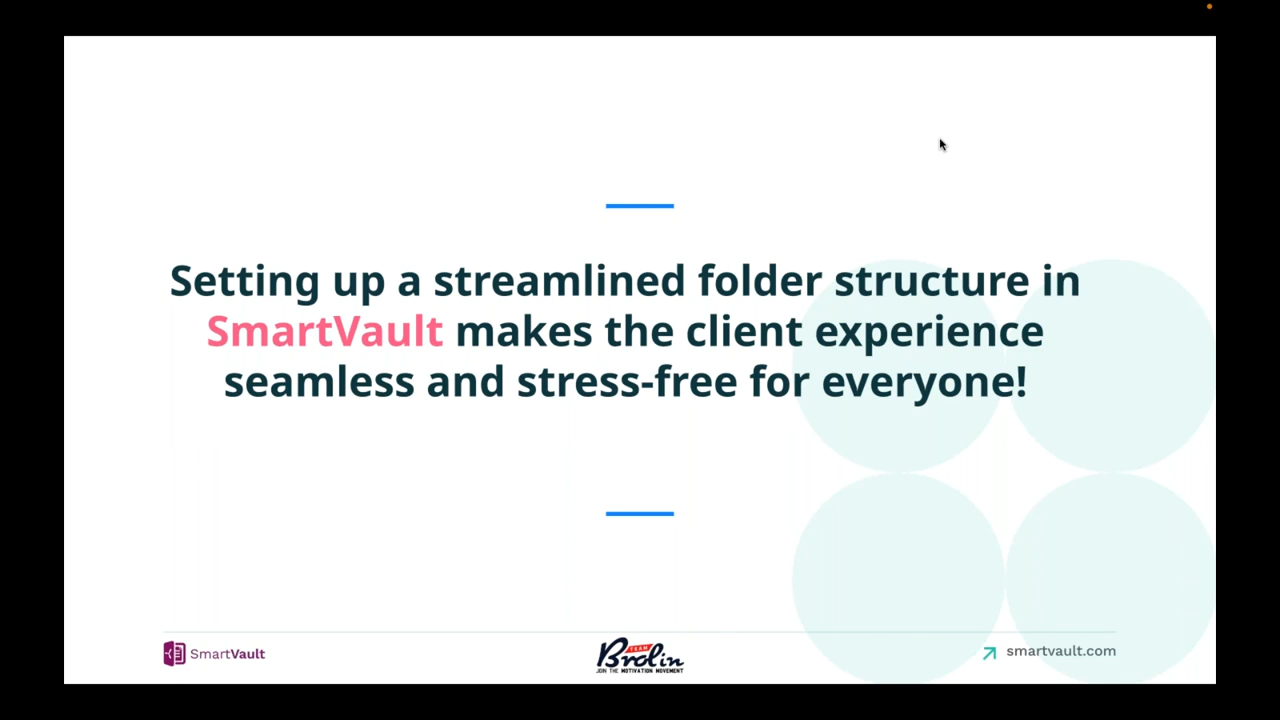 Setting up a streamlined folder structure in
SmartVault makes the client experience
seamless and stress-free for everyone!
SmartVault
TEAM
Brolin
JOIN THE MOTIVATION MOVEMENT
smartvault.com